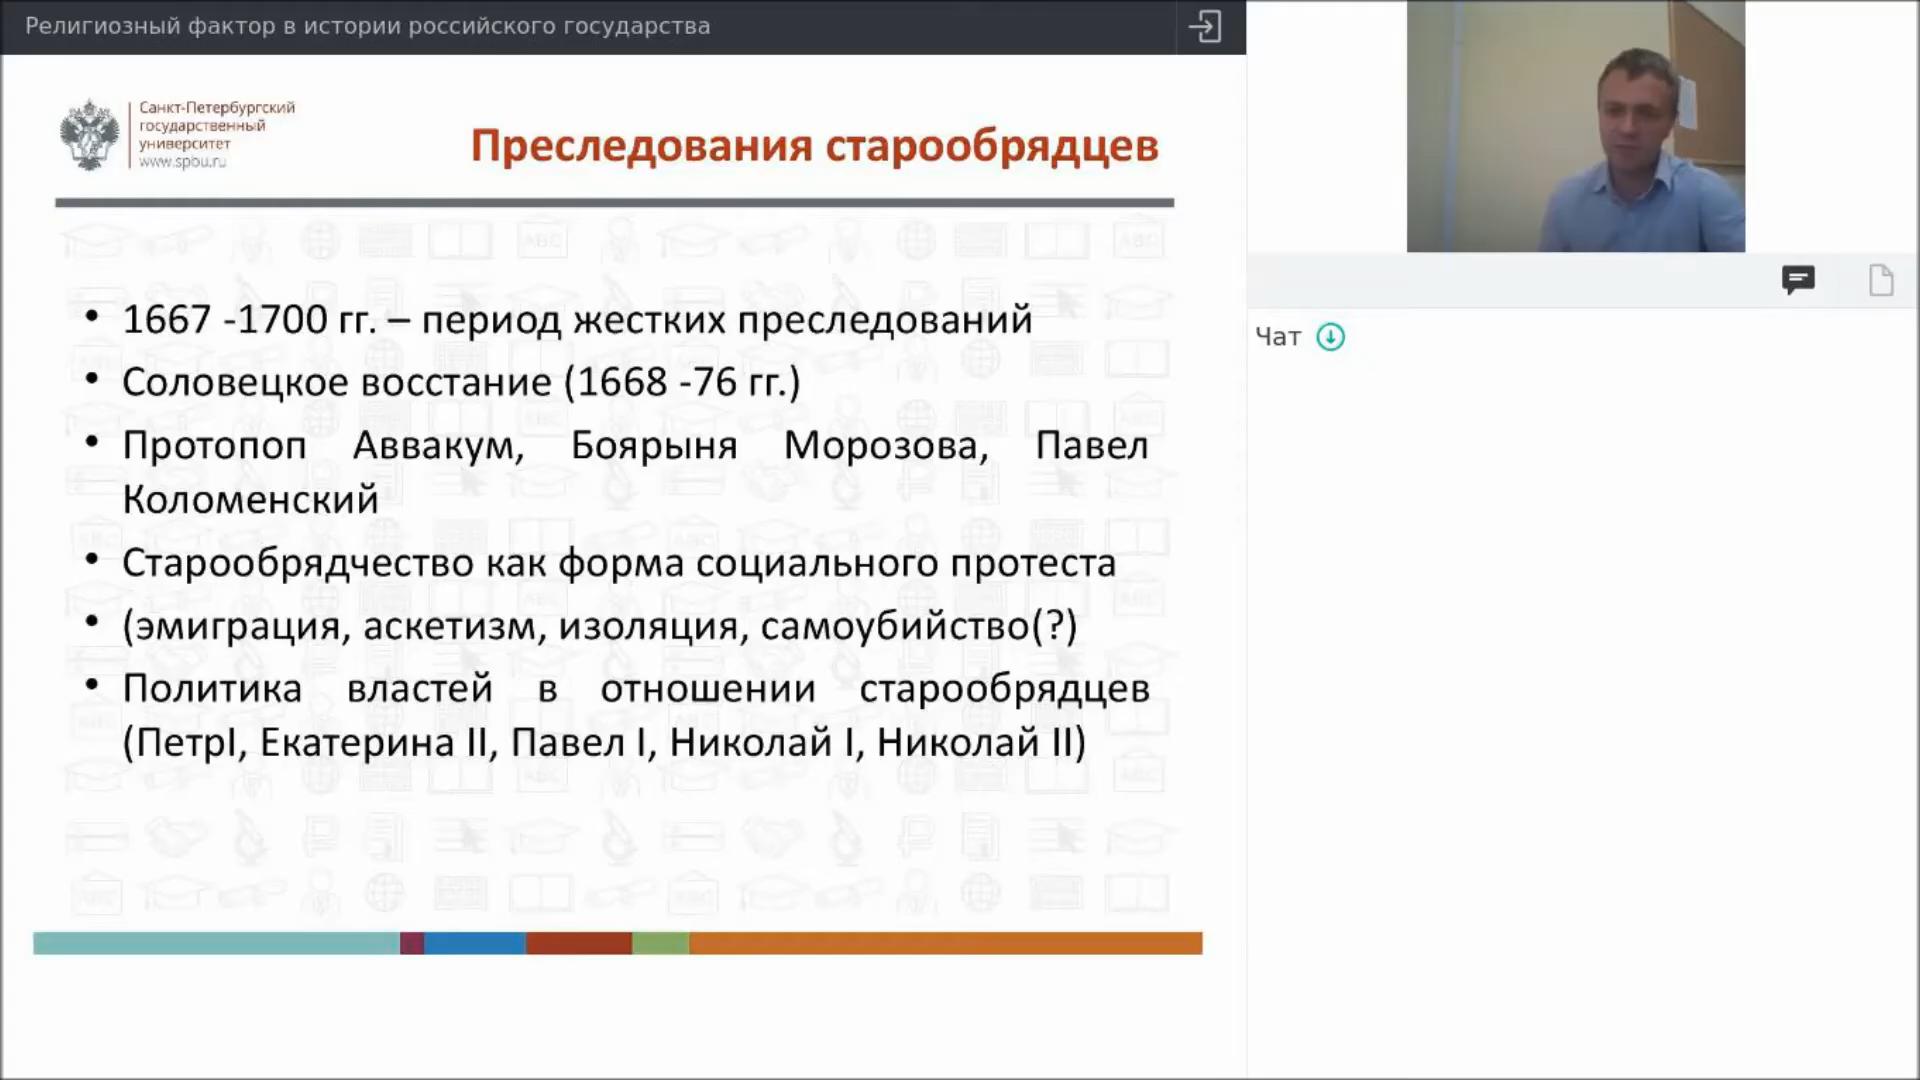 Религиозный фактор в истории российского государства
Санкт-Петербургский
государственный
университет
www.spbu.ru
Преследования старообрядцев
• 1667 -1700 гг. – период жестких преследований
• Соловецкое восстание (1668 -76 гг.)
• Протопоп Аввакум, Боярыня Морозова, Павел
Коломенский
• Старообрядчество как форма социального протеста
• (эмиграция, аскетизм, изоляция, самоубийство(?)
• Политика властей в отношении старообрядцев
(ПетрI, Екатерина II, Павел I, Николай I, Николай II)
Чат